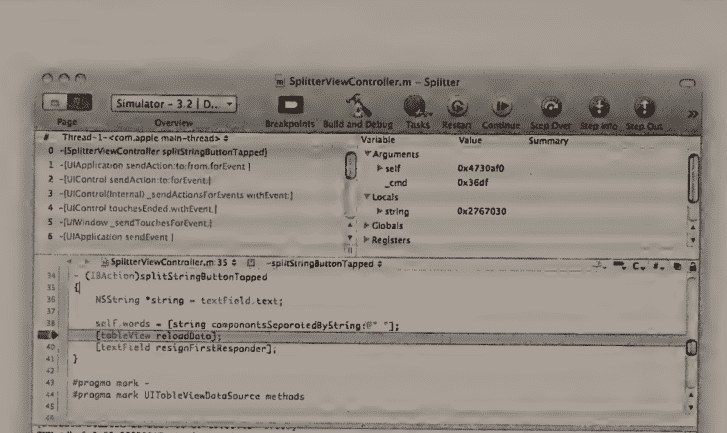 SplitterViewController.m - Splitter
Simulator - 3.2 | D...
Page Overview Breakpoints Build and Debug Tasks Restart Continue Step Over Step Into Step Out
# Thread-1-<com.apple.main-thread>
Variable Value Summary
0 -[SplitterViewController splitStringButtonTapped]
1 -[UIApplication sendAction:to:from:forEvent:]
2 -[UIControl sendAction:to:forEvent:]
3 -[UIControl(Internal) _sendActionsForEvents:withEvent:]
4 -[UIControl touchesEnded:withEvent:]
5 -[UIWindow _sendTouchesForEvent:]
6 -[UIApplication sendEvent:]
Arguments
self 0x4730af0
_cmd 0x36df
Locals
string 0x2767030
Globals
Registers
SplitterViewController.m:35 -splitStringButtonTapped C, #,
34 - (IBAction)splitStringButtonTapped
35 {
36 NSString *string = textField.text;
37
38 self.words = [string componentsSeparatedByString:@" "];
[tableView reloadData];
40 [textField resignFirstResponder];
41 }
42
43 #pragma mark -
44 #pragma mark UITableViewDataSource methods
45
46